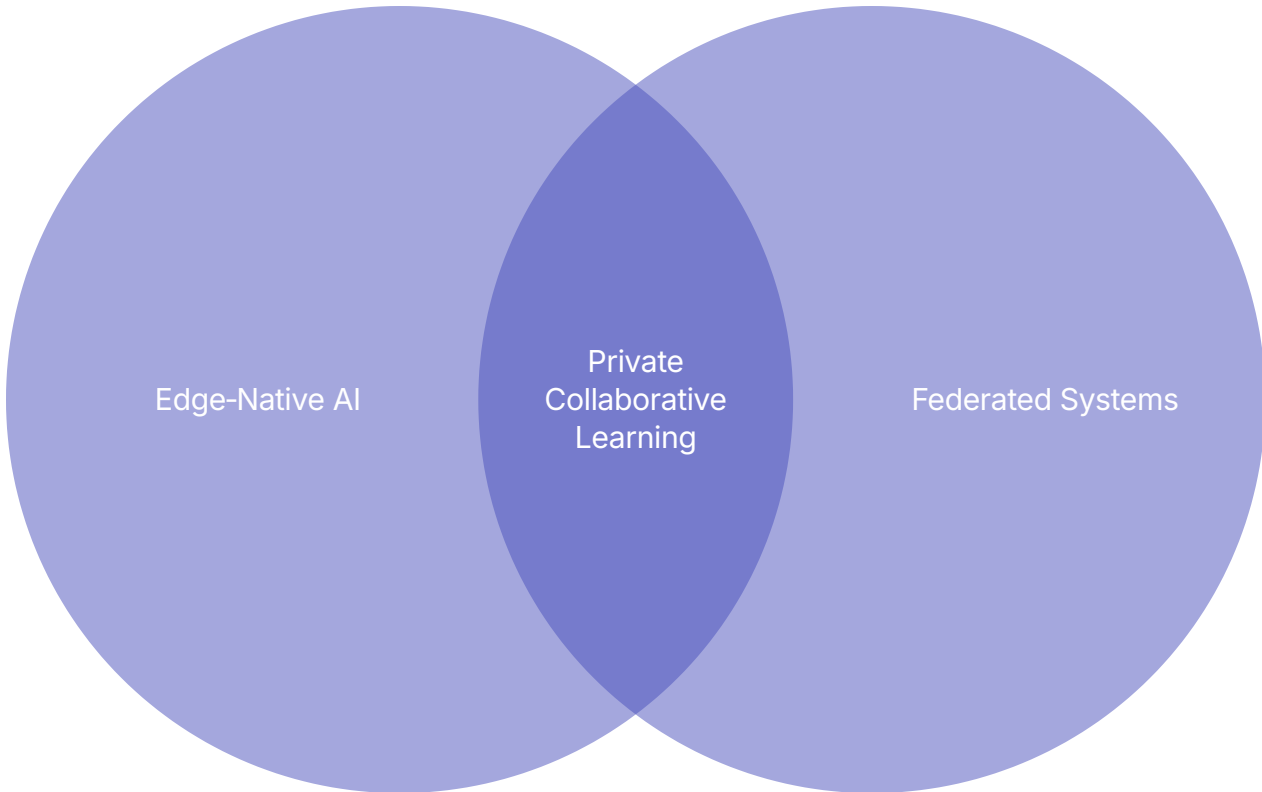 Edge-Native AI
Private
Collaborative
Learning
Federated Systems